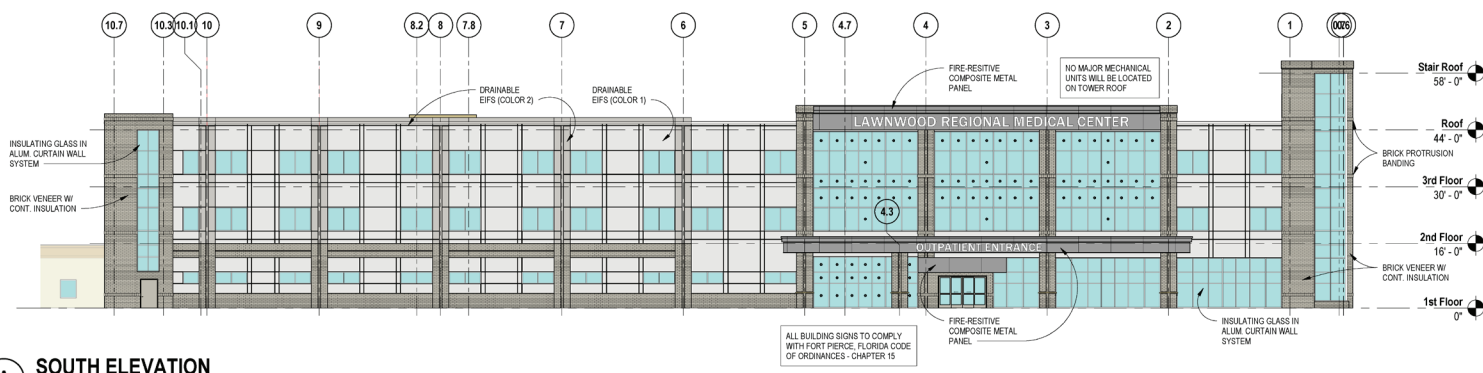 10.7
10.3
10.1
10
9
8.2
8
7.8
7
6
5
4.7
4
3
2
1
FIRE-RESITIVE
COMPOSITE METAL
PANEL
NO MAJOR MECHANICAL
UNITS WILL BE LOCATED
ON TOWER ROOF
Stair Roof
58' - 0"
DRAINABLE
EIFS (COLOR 2)
DRAINABLE
EIFS (COLOR 1)
LAWNWOOD REGIONAL MEDICAL CENTER
Roof
44' - 0"
INSULATING GLASS IN
ALUM. CURTAIN WALL
SYSTEM
BRICK PROTRUSION
BANDING
3rd Floor
30' - 0"
BRICK VENEER W/
CONT. INSULATION
4.3
2nd Floor
16' - 0"
OUTPATIENT ENTRANCE
BRICK VENEER W/
CONT. INSULATION
1st Floor
0"
FIRE-RESITIVE
COMPOSITE METAL
PANEL
INSULATING GLASS IN
ALUM. CURTAIN WALL
SYSTEM
ALL BUILDING SIGNS TO COMPLY
WITH FORT PIERCE, FLORIDA CODE
OF ORDINANCES - CHAPTER 15
SOUTH ELEVATION